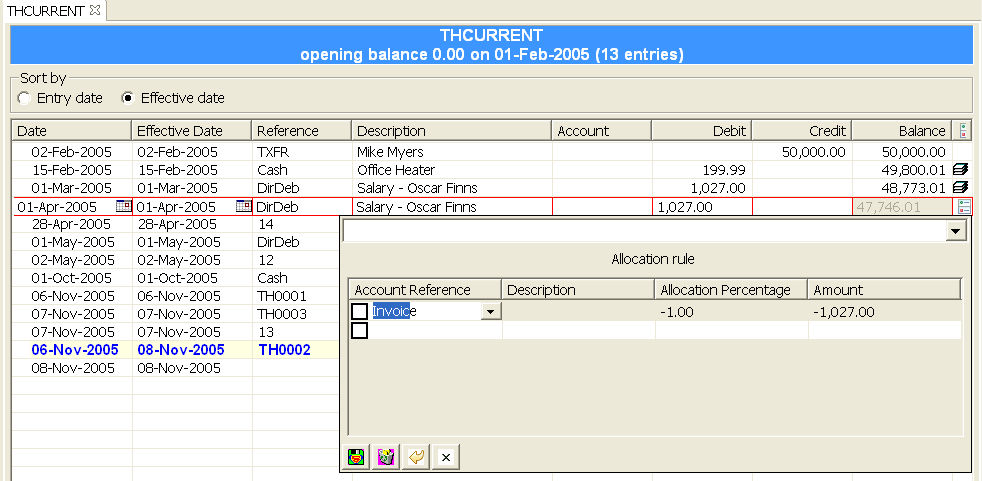 THCURRENT
THCURRENT
opening balance 0.00 on 01-Feb-2005 (13 entries)
Sort by
Entry date Effective date
Date Effective Date Reference Description Account Debit Credit Balance
02-Feb-2005 02-Feb-2005 TXFR Mike Myers 50,000.00 50,000.00
15-Feb-2005 15-Feb-2005 Cash Office Heater 199.99 49,800.01
01-Mar-2005 01-Mar-2005 DirDeb Salary - Oscar Finns 1,027.00 48,773.01
01-Apr-2005 01-Apr-2005 DirDeb Salary - Oscar Finns 1,027.00 47,746.01
28-Apr-2005 28-Apr-2005 14
01-May-2005 01-May-2005 DirDeb
02-May-2005 02-May-2005 12
01-Oct-2005 01-Oct-2005 Cash
06-Nov-2005 06-Nov-2005 TH0001
07-Nov-2005 07-Nov-2005 TH0003
07-Nov-2005 07-Nov-2005 13
06-Nov-2005 08-Nov-2005 TH0002
08-Nov-2005 08-Nov-2005
Allocation rule
Account Reference Description Allocation Percentage Amount
Invoice -1.00 -1,027.00